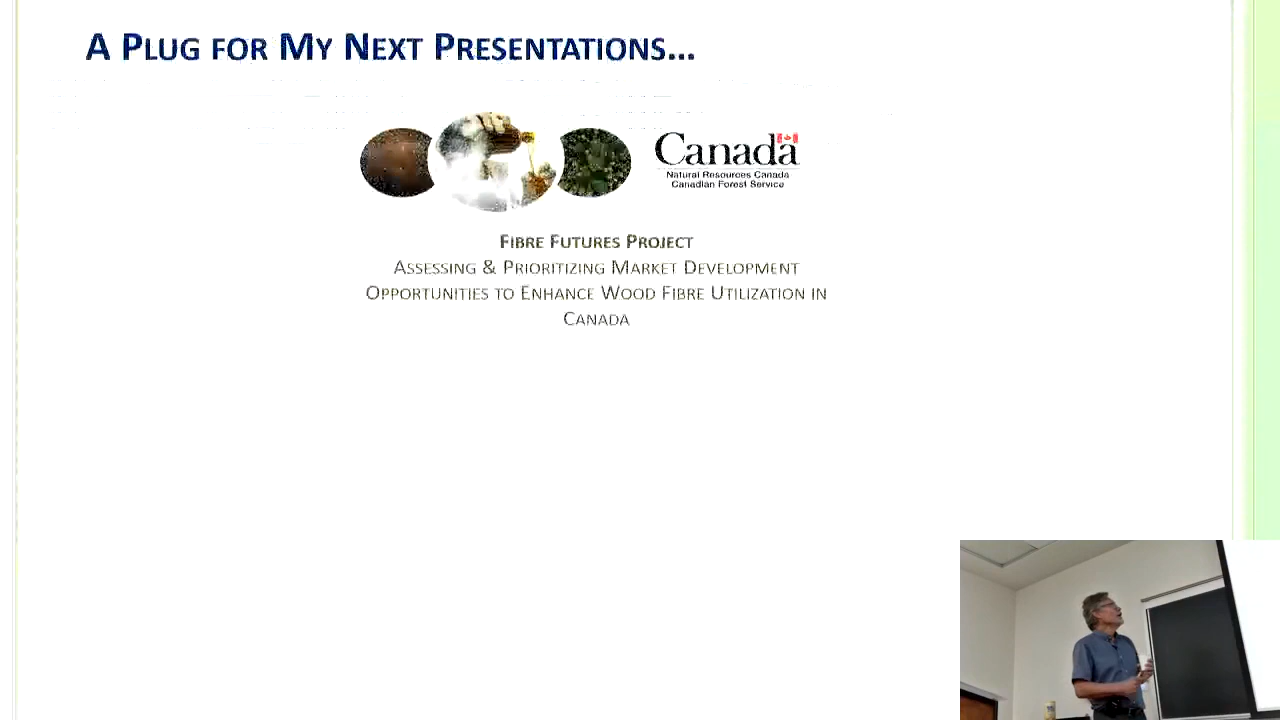 A PLUG FOR MY NEXT PRESENTATIONS...
Canada
Natural Resources Canada
Canadian Forest Service
FIBRE FUTURES PROJECT
ASSESSING & PRIORITIZING MARKET DEVELOPMENT
OPPORTUNITIES TO ENHANCE WOOD FIBRE UTILIZATION IN
CANADA